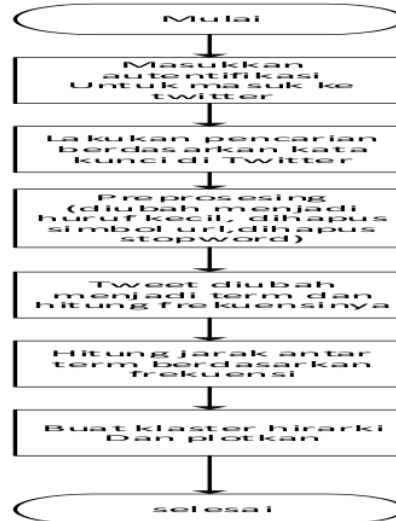 Mulai
Masukkan
autentifikasi
Untuk masuk ke
twitter
Lakukan pencarian
berdasarkan kata
kunci di Twitter
Preprosesing
(diubah menjadi
huruf kecil, dihapus
simbol url,dihapus
stopword)
Tweet diubah
menjadi term dan
hitung frekuensinya
Hitung jarak antar
term berdasarkan
frekuensi
Buat klaster hirarki
Dan plotkan
selesai